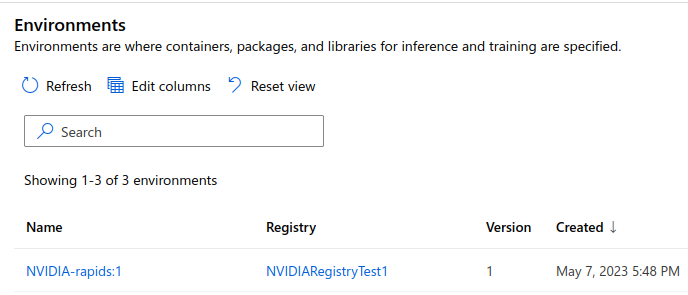 Environments
Environments are where containers, packages, and libraries for inference and training are specified.
Refresh Edit columns Reset view
Search
Showing 1-3 of 3 environments
Name Registry Version Created ↓
NVIDIA-rapids:1 NVIDIARegistryTest1 1 May 7, 2023 5:48 PM